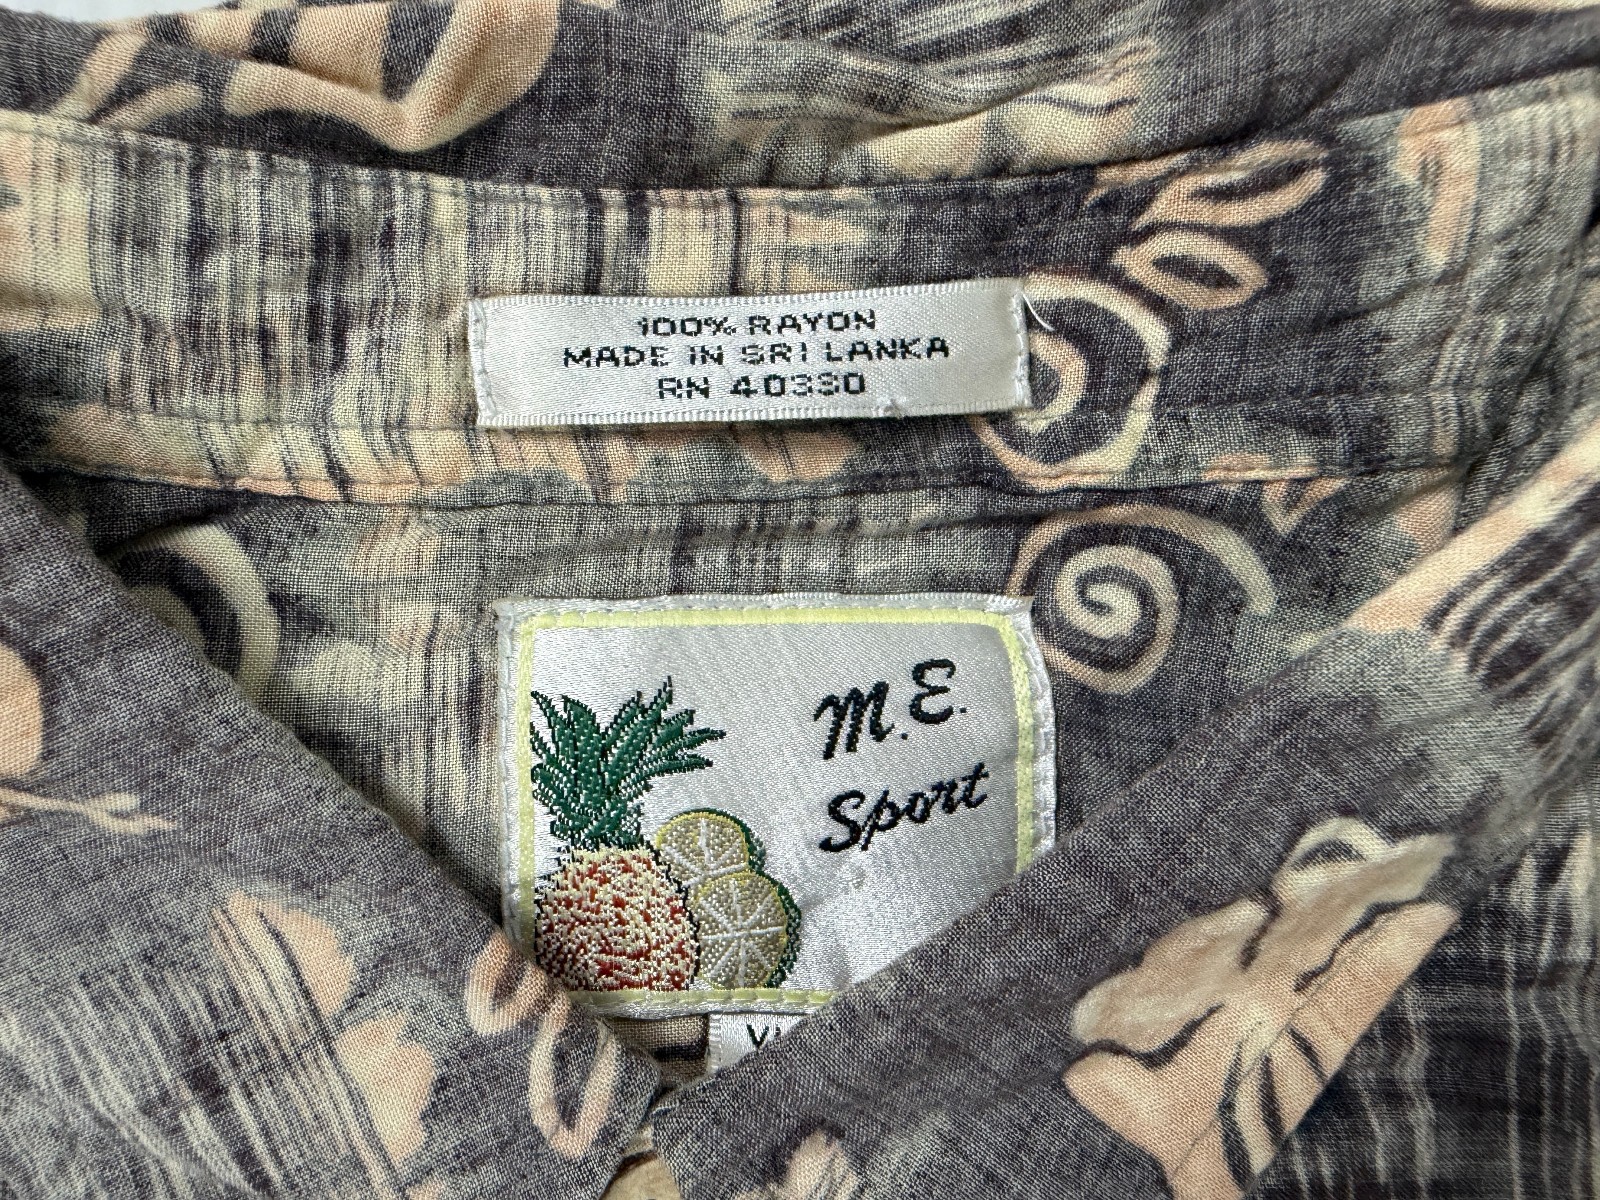 100% RAYON
MADE IN SRI LANKA
RN 40330
M.E.
Sport